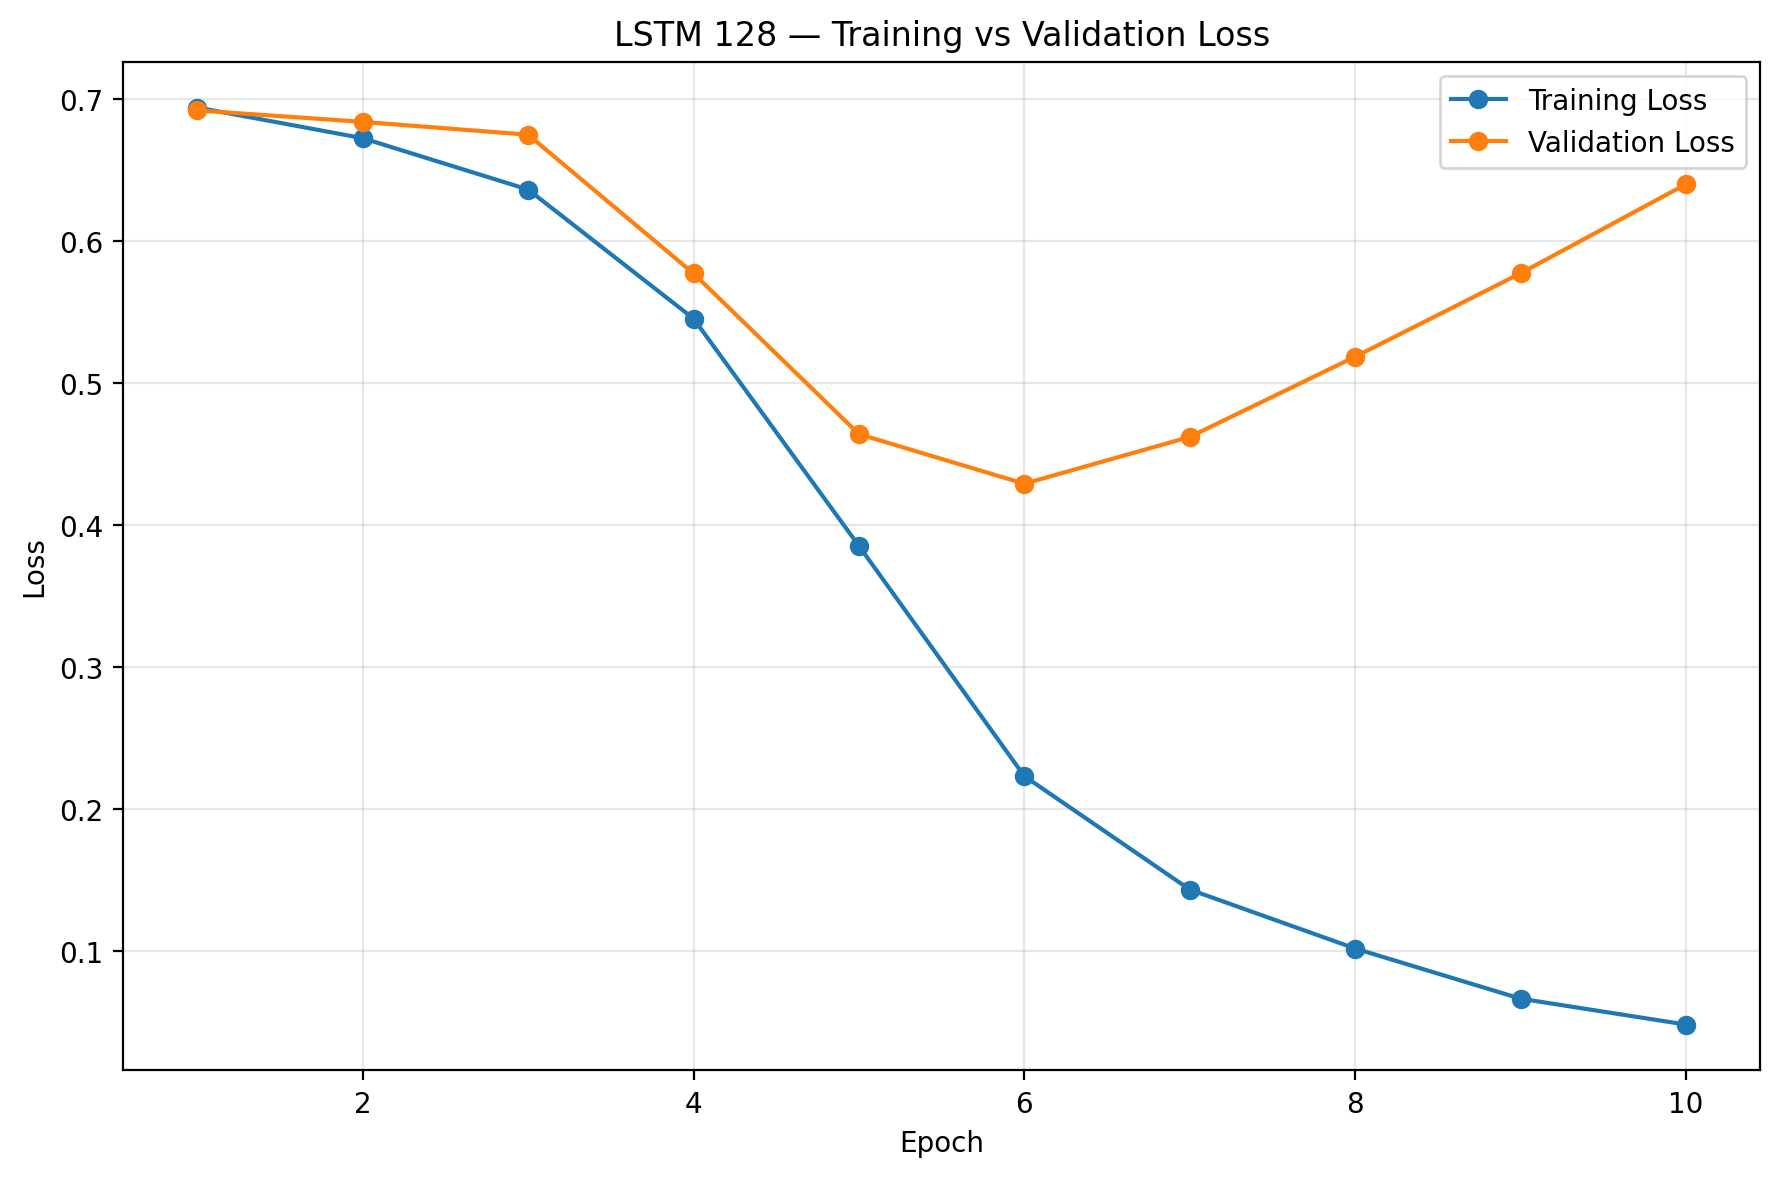 LSTM 128 — Training vs Validation Loss
Training Loss
Validation Loss
0.7
0.6
0.5
0.4
0.3
0.2
0.1
Loss
2
4
6
8
10
Epoch